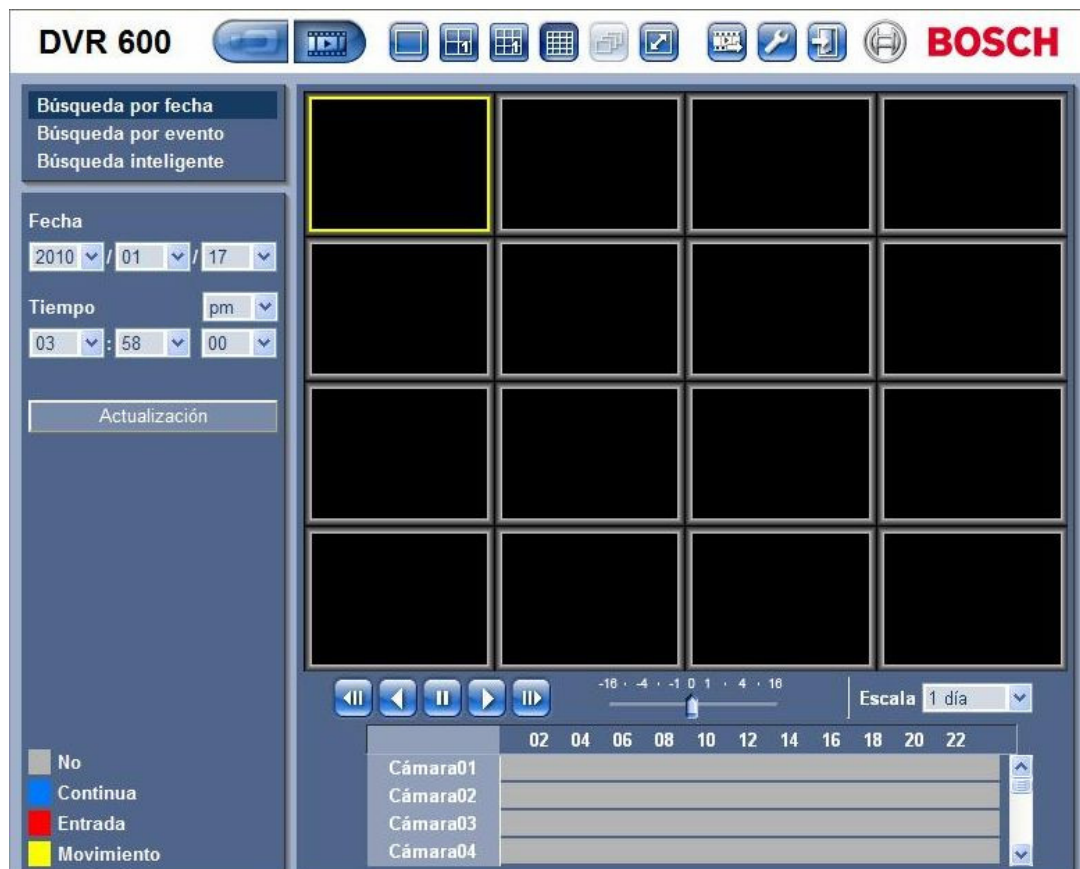 DVR 600
1
1
BOSCH
Búsqueda por fecha
Búsqueda por evento
Búsqueda inteligente
Fecha
2010 / 01 / 17
Tiempo pm
03 : 58 00
Actualización
-16 · -4 · -1 0 1 · 4 · 16
Escala 1 día
02 04 06 08 10 12 14 16 18 20 22
Cámara01
Cámara02
Cámara03
Cámara04
No
Continua
Entrada
Movimiento